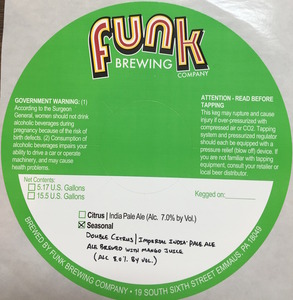 funk
BREWING
COMPANY
GOVERNMENT WARNING: (1)
According to the Surgeon
General, women should not drink
alcoholic beverages during
pregnancy because of the risk of
birth defects. (2) Consumption of
alcoholic beverages impairs your
ability to drive a car or operate
machinery, and may cause
health problems.
ATTENTION - READ BEFORE
TAPPING
This keg may rupture and cause
injury if over-pressurized with
compressed air or CO2. Tapping
system and pressurized regulator
should each be equipped with a
pressure relief (blow off) device. If
you are not familiar with tapping
equipment, consult your retailer or
local beer distributor.
Net Contents:
5.17 U.S. Gallons
15.5 U.S. Gallons
Kegged on:
Citrus | India Pale Ale (Alc. 7.0% by Vol.)
Seasonal
DOUBLE CITRUS | IMPERIAL INDIA PALE ALE
ALE BREWED WITH MANGO JUICE
(ALC 8.0% BY VOL.)
BREWED BY FUNK BREWING COMPANY • 19 SOUTH SIXTH STREET EMMAUS, PA 18049